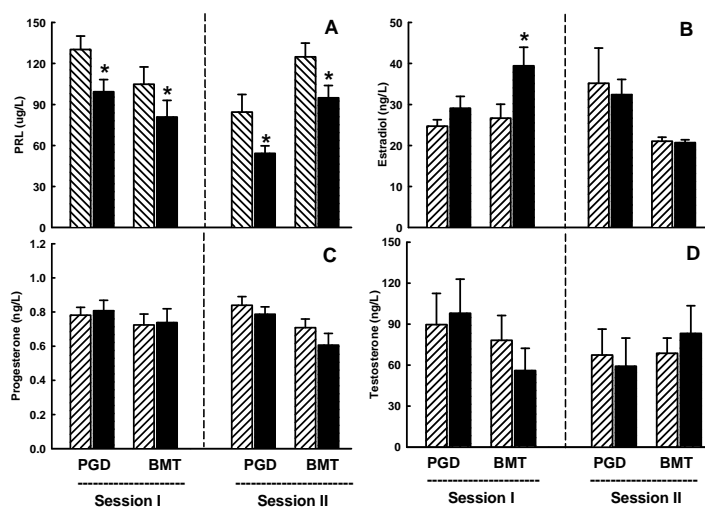 A
PRL (ug/L)
150
120
90
60
30
0
*
*
*
*
B
Estradiol (ng/L)
50
40
30
20
10
0
*
C
Progesterone (ng/L)
1.2
1.0
0.8
0.6
0.4
0.2
0.0
PGD BMT PGD BMT
Session I Session II
D
Testosterone (ng/L)
150
120
90
60
30
0
PGD BMT PGD BMT
Session I Session II